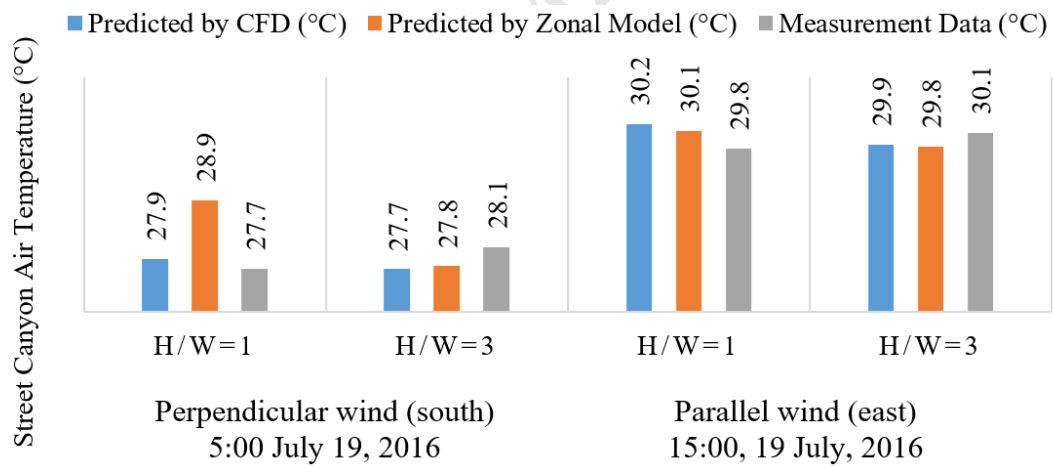 Predicted by CFD (°C) Predicted by Zonal Model (°C) Measurement Data (°C)
Street Canyon Air Temperature (°C)
27.9 28.9 27.7 27.7 27.8 28.1 30.2 30.1 29.8 29.9 29.8 30.1
H/W=1 H/W=3 H/W=1 H/W=3
Perpendicular wind (south) Parallel wind (east)
5:00 July 19, 2016 15:00, 19 July, 2016